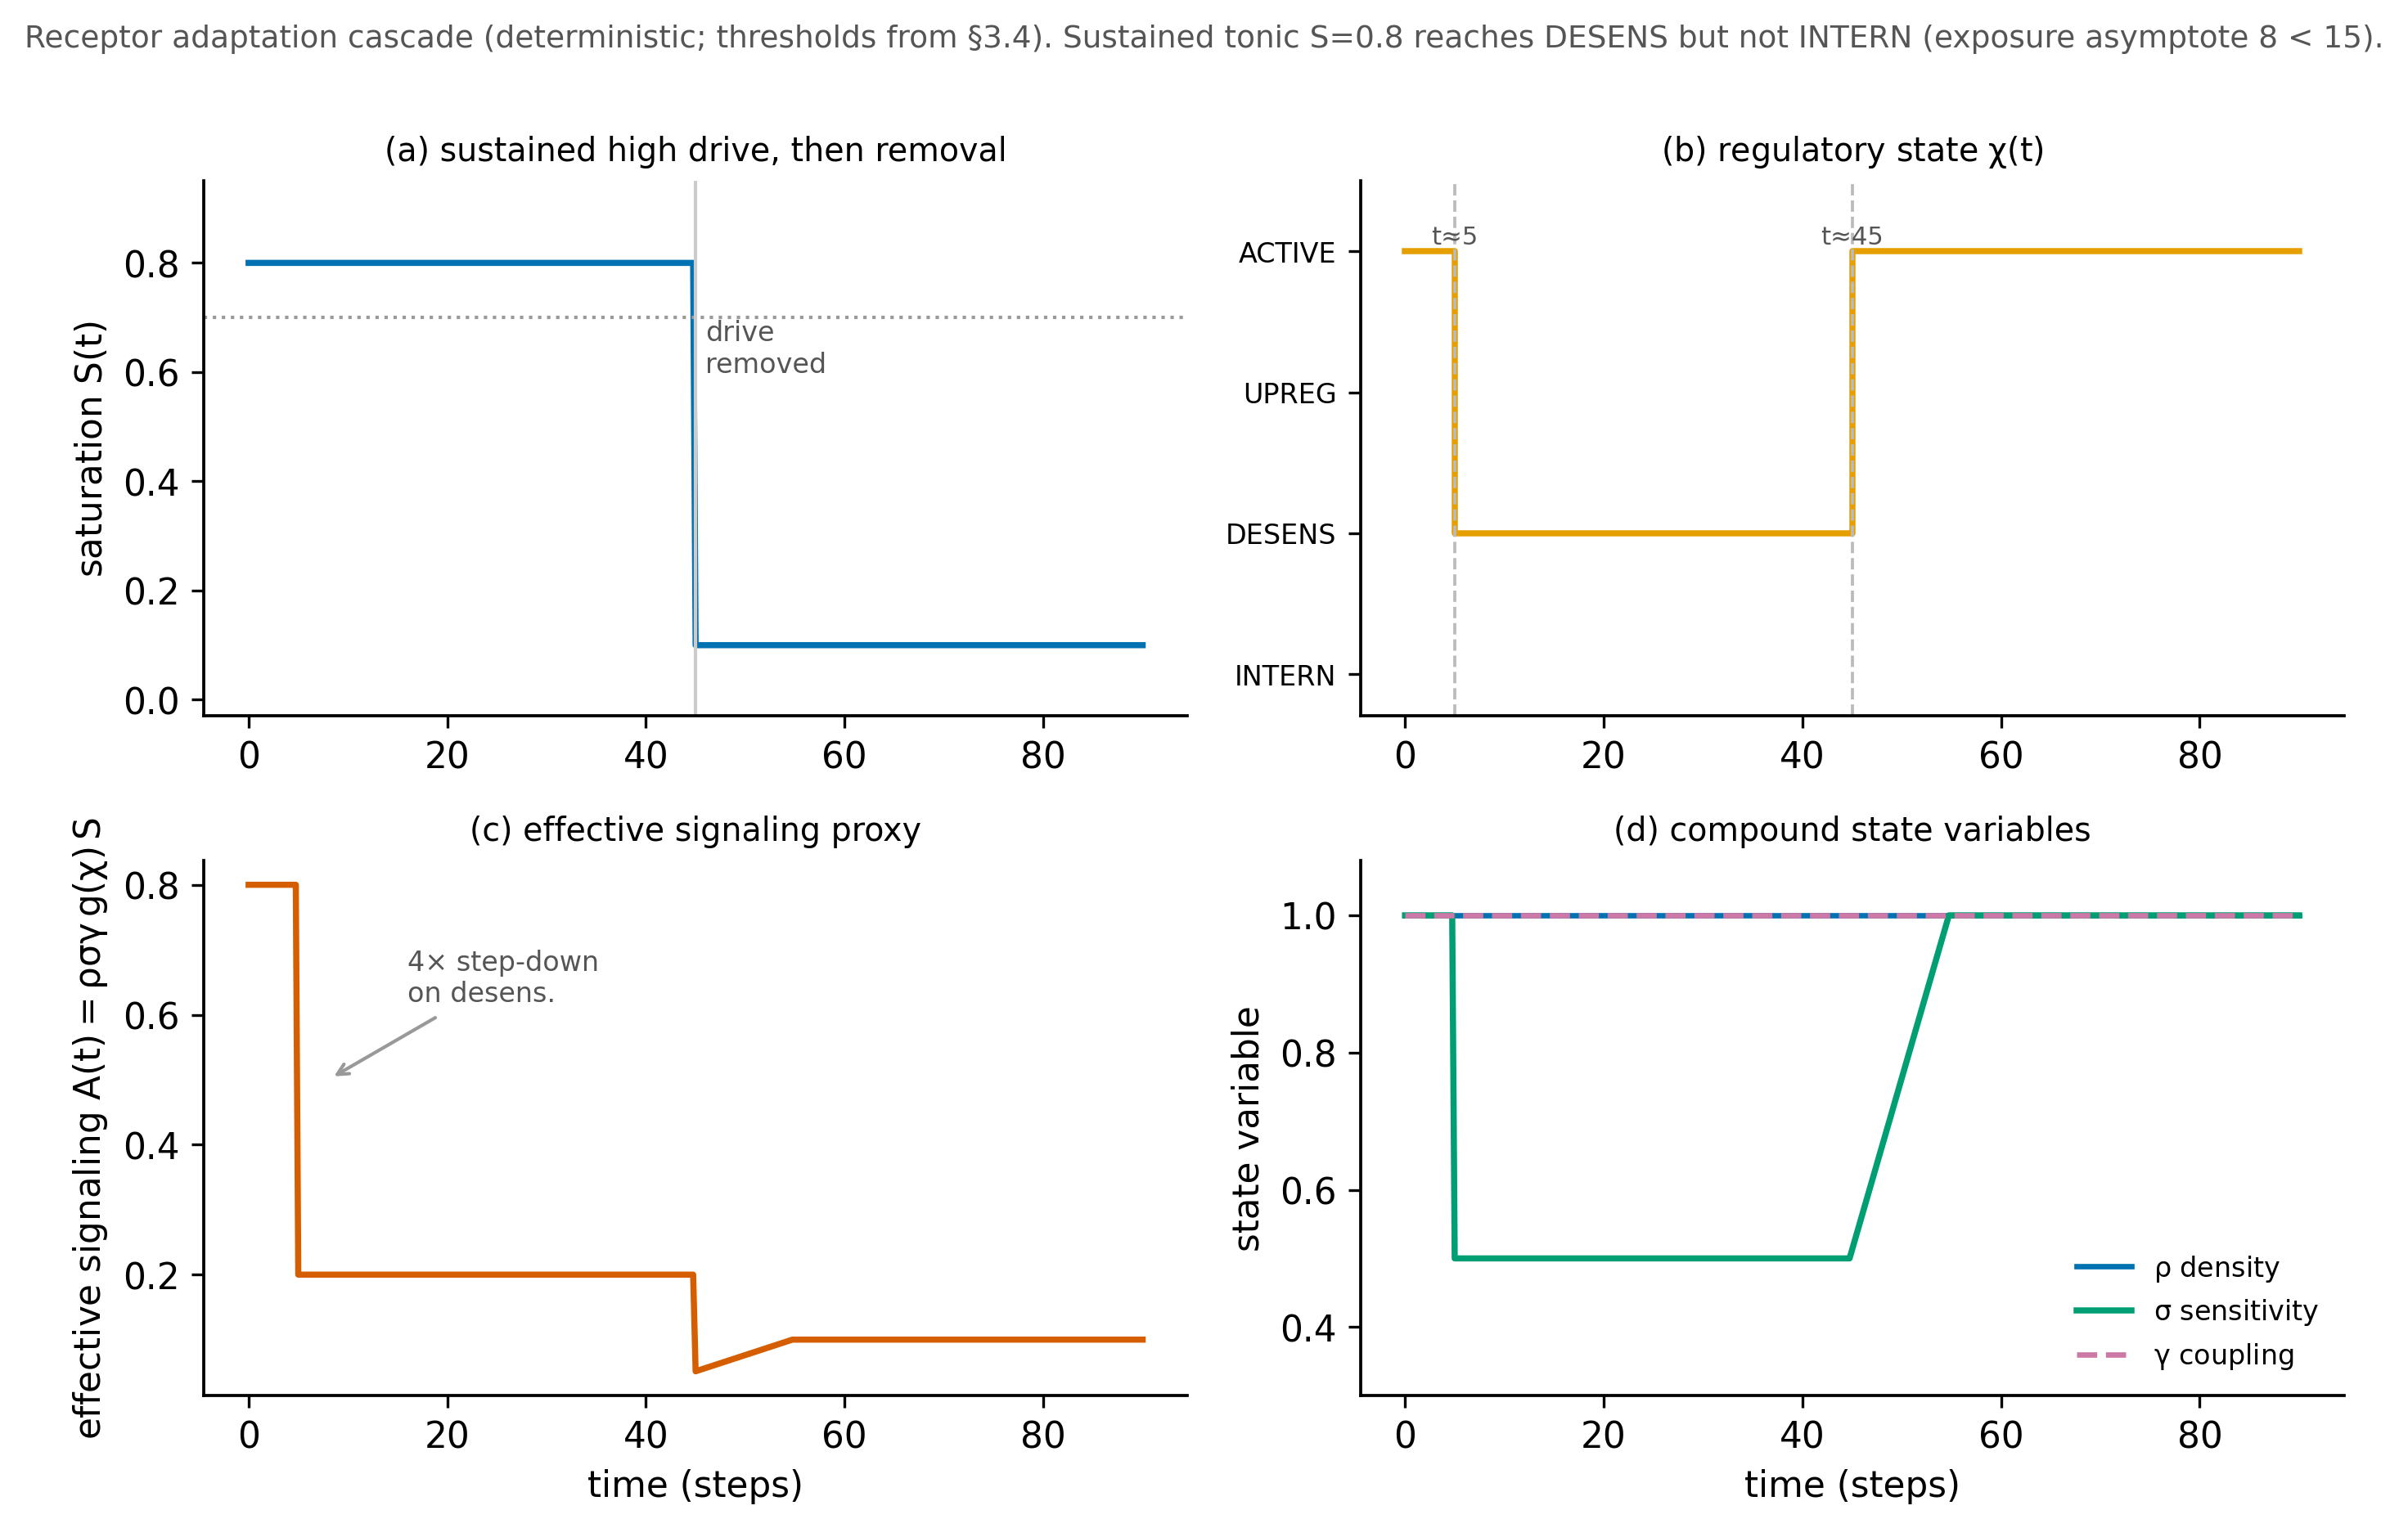 Receptor adaptation cascade (deterministic; thresholds from §3.4). Sustained tonic S=0.8 reaches DESENS but not INTERN (exposure asymptote 8 < 15).
(a) sustained high drive, then removal
saturation S(t)
0.8
0.6
0.4
0.2
0.0
drive
removed
0 20 40 60 80
(b) regulatory state χ(t)
ACTIVE
UPREG
DESENS
INTERN
t≈5
t≈45
0 20 40 60 80
(c) effective signaling proxy
effective signaling A(t) = ρσγ g(χ) S
0.8
0.6
0.4
0.2
4× step-down
on desens.
0 20 40 60 80
time (steps)
(d) compound state variables
state variable
1.0
0.8
0.6
0.4
ρ density
σ sensitivity
γ coupling
0 20 40 60 80
time (steps)